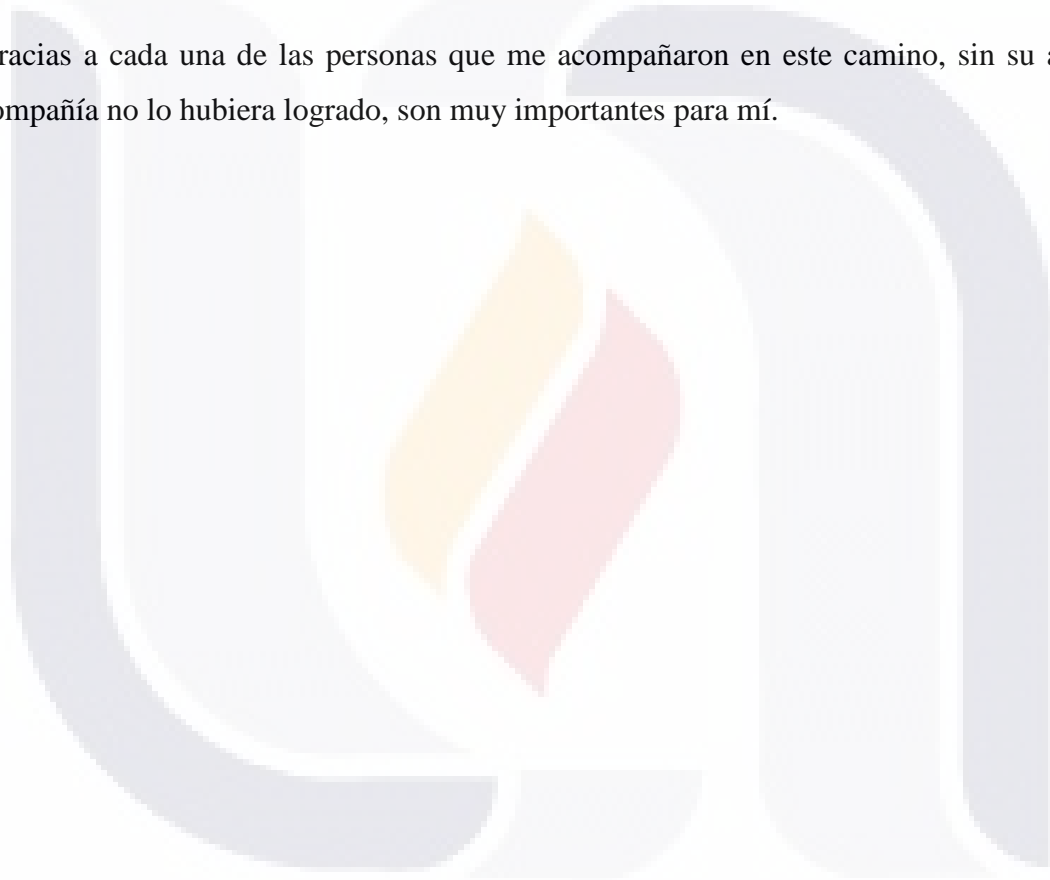 racias a cada una de las personas que me acompañaron en este camino, sin su a
ompañía no lo hubiera logrado, son muy importantes para mí.